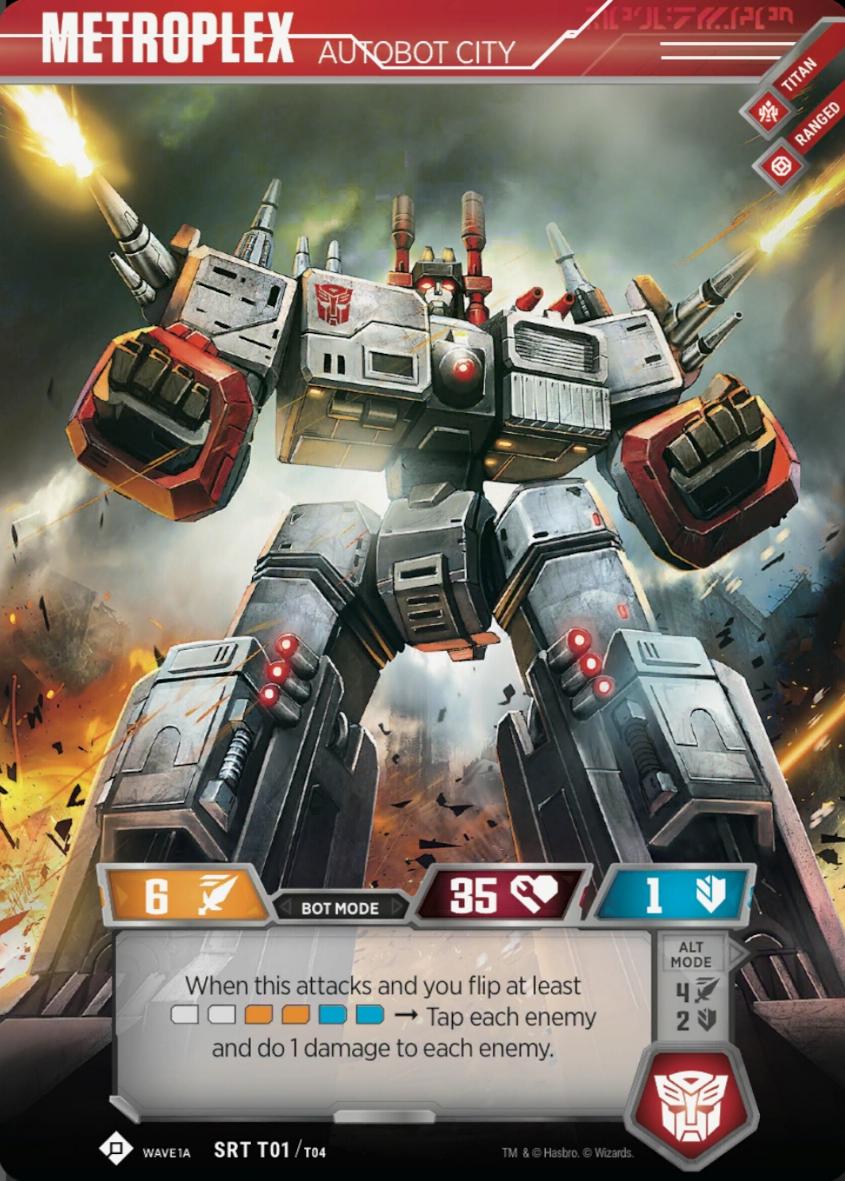 METROPLEX AUTOBOT CITY
TITAN
RANGED
6
BOT MODE
35
1
When this attacks and you flip at least
→ Tap each enemy
and do 1 damage to each enemy.
ALT
MODE
4
2
WAVE1A SRT T01/T04 TM & © Hasbro. © Wizards.